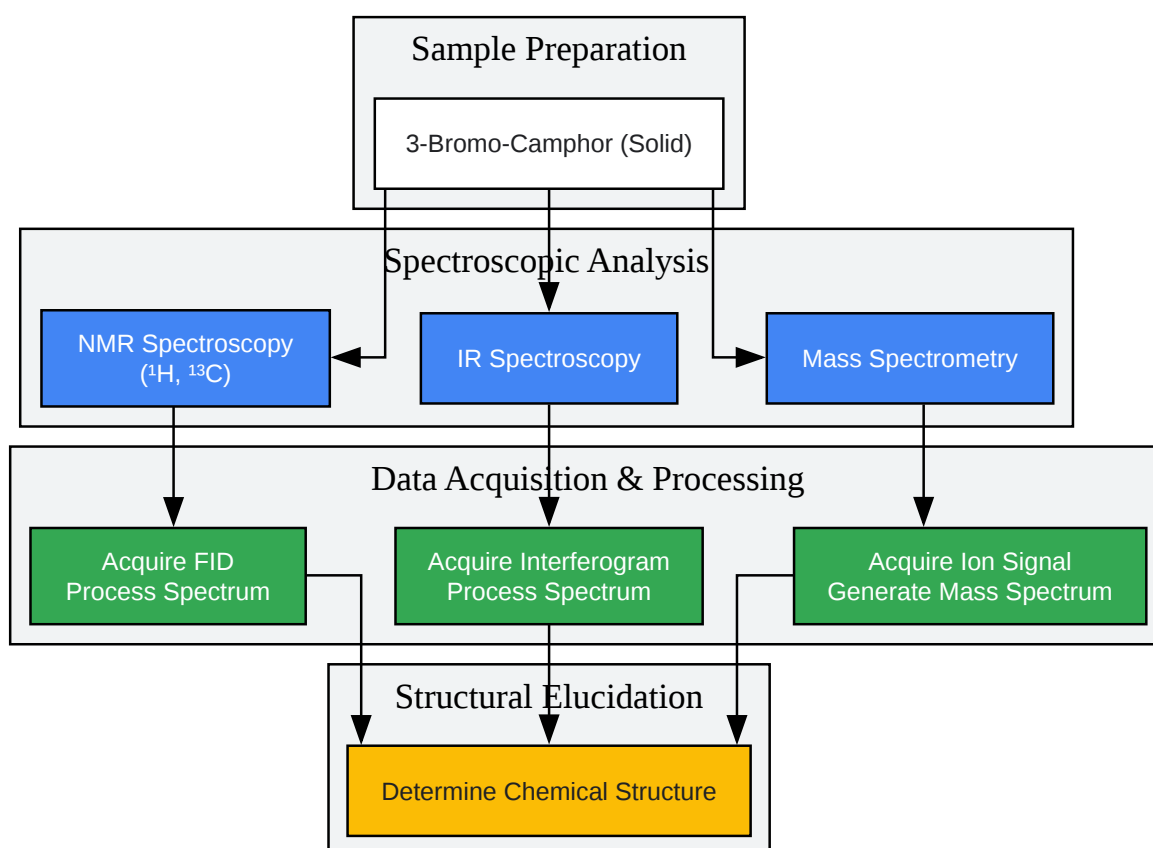 Sample Preparation
3-Bromo-Camphor (Solid)
Spectroscopic Analysis
NMR Spectroscopy
(¹H, ¹³C)
IR Spectroscopy
Mass Spectrometry
Data Acquisition & Processing
Acquire FID
Process Spectrum
Acquire Interferogram
Process Spectrum
Acquire Ion Signal
Generate Mass Spectrum
Structural Elucidation
Determine Chemical Structure